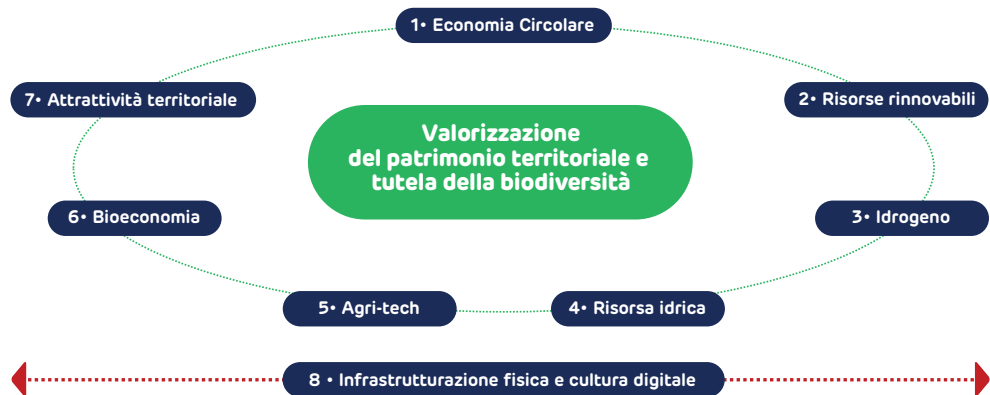 1• Economia Circolare
7• Attrattività territoriale
2• Risorse rinnovabili
Valorizzazione
del patrimonio territoriale e
tutela della biodiversità
6• Bioeconomia
3• Idrogeno
5• Agri-tech
4• Risorsa idrica
8 • Infrastrutturazione fisica e cultura digitale